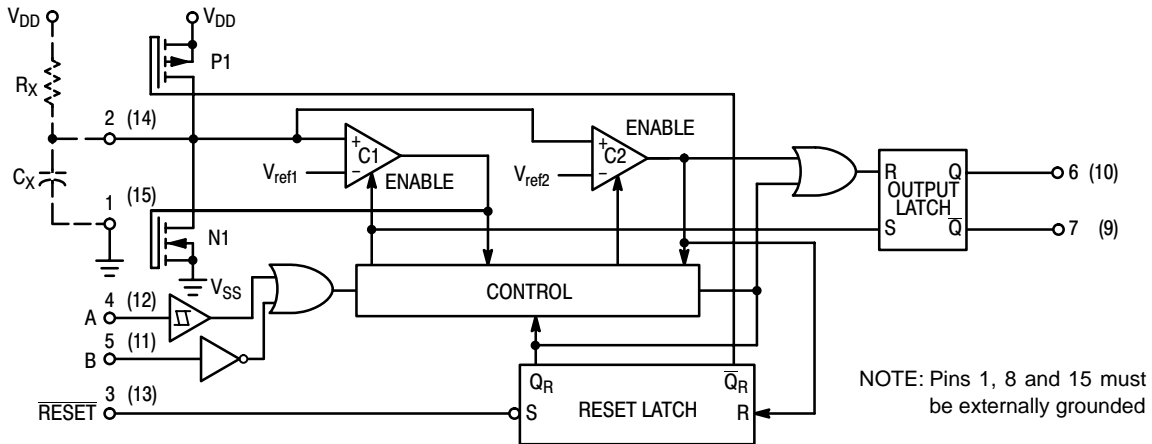 VDD
VDD
P1
RX
2 (14)
ENABLE
+
C1
−
Vref1
ENABLE
+
C2
−
Vref2
CX
1
(15)
N1
VSS
R
Q
OUTPUT
LATCH
S
Q̅
6 (10)
7 (9)
CONTROL
4 (12)
A
5 (11)
B
3 (13)
R̅E̅S̅E̅T̅
QR
Q̅R
S
RESET LATCH
R
NOTE: Pins 1, 8 and 15 must
be externally grounded